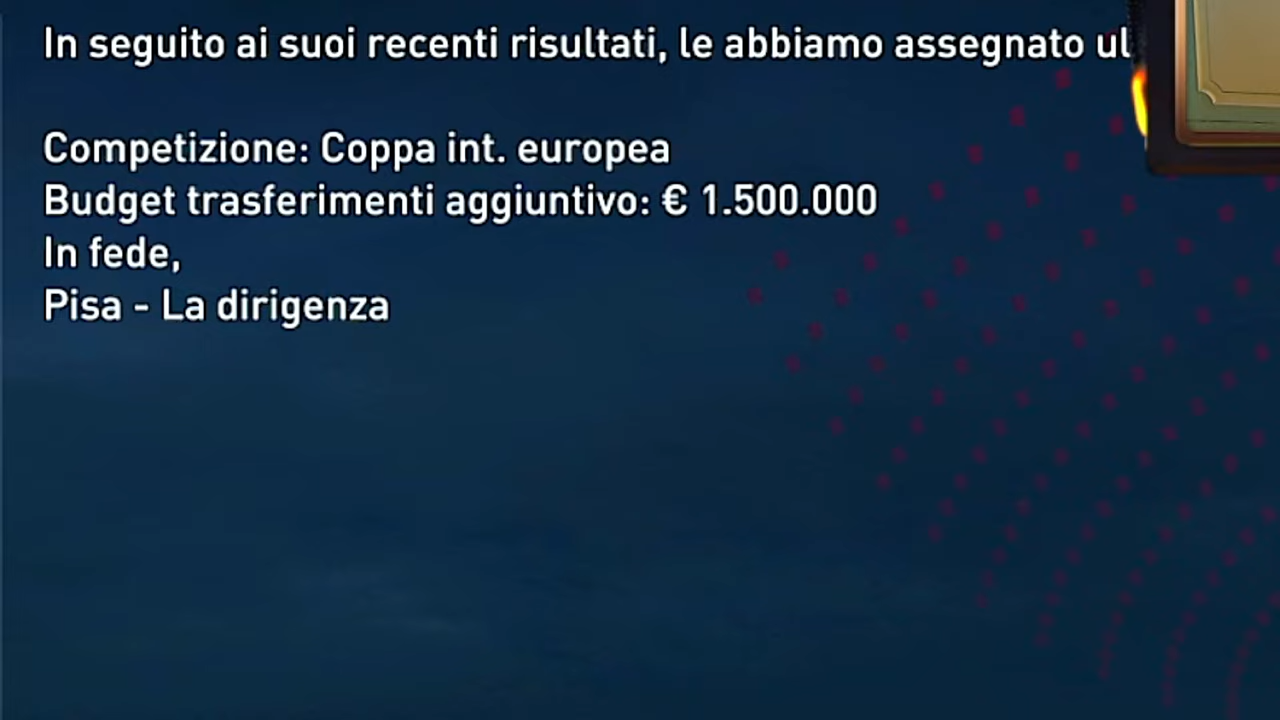 In seguito ai suoi recenti risultati, le abbiamo assegnato
Competizione: Coppa int. europea
Budget trasferimenti aggiuntivo: € 1.500.000
In fede,
Pisa - La dirigenza